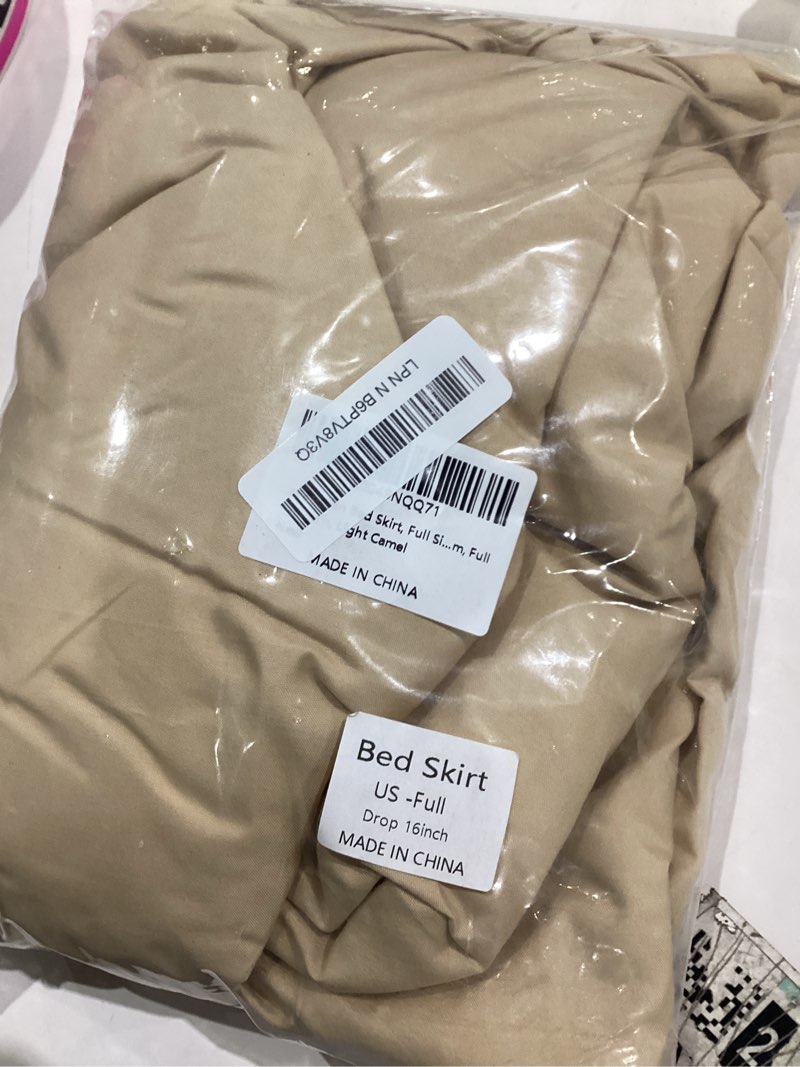 LPN N B6PTV8V3Q
NQQ71
d Skirt, Full Si...m, Full
ght Camel
MADE IN CHINA
Bed Skirt
US -Full
Drop 16inch
MADE IN CHINA
2